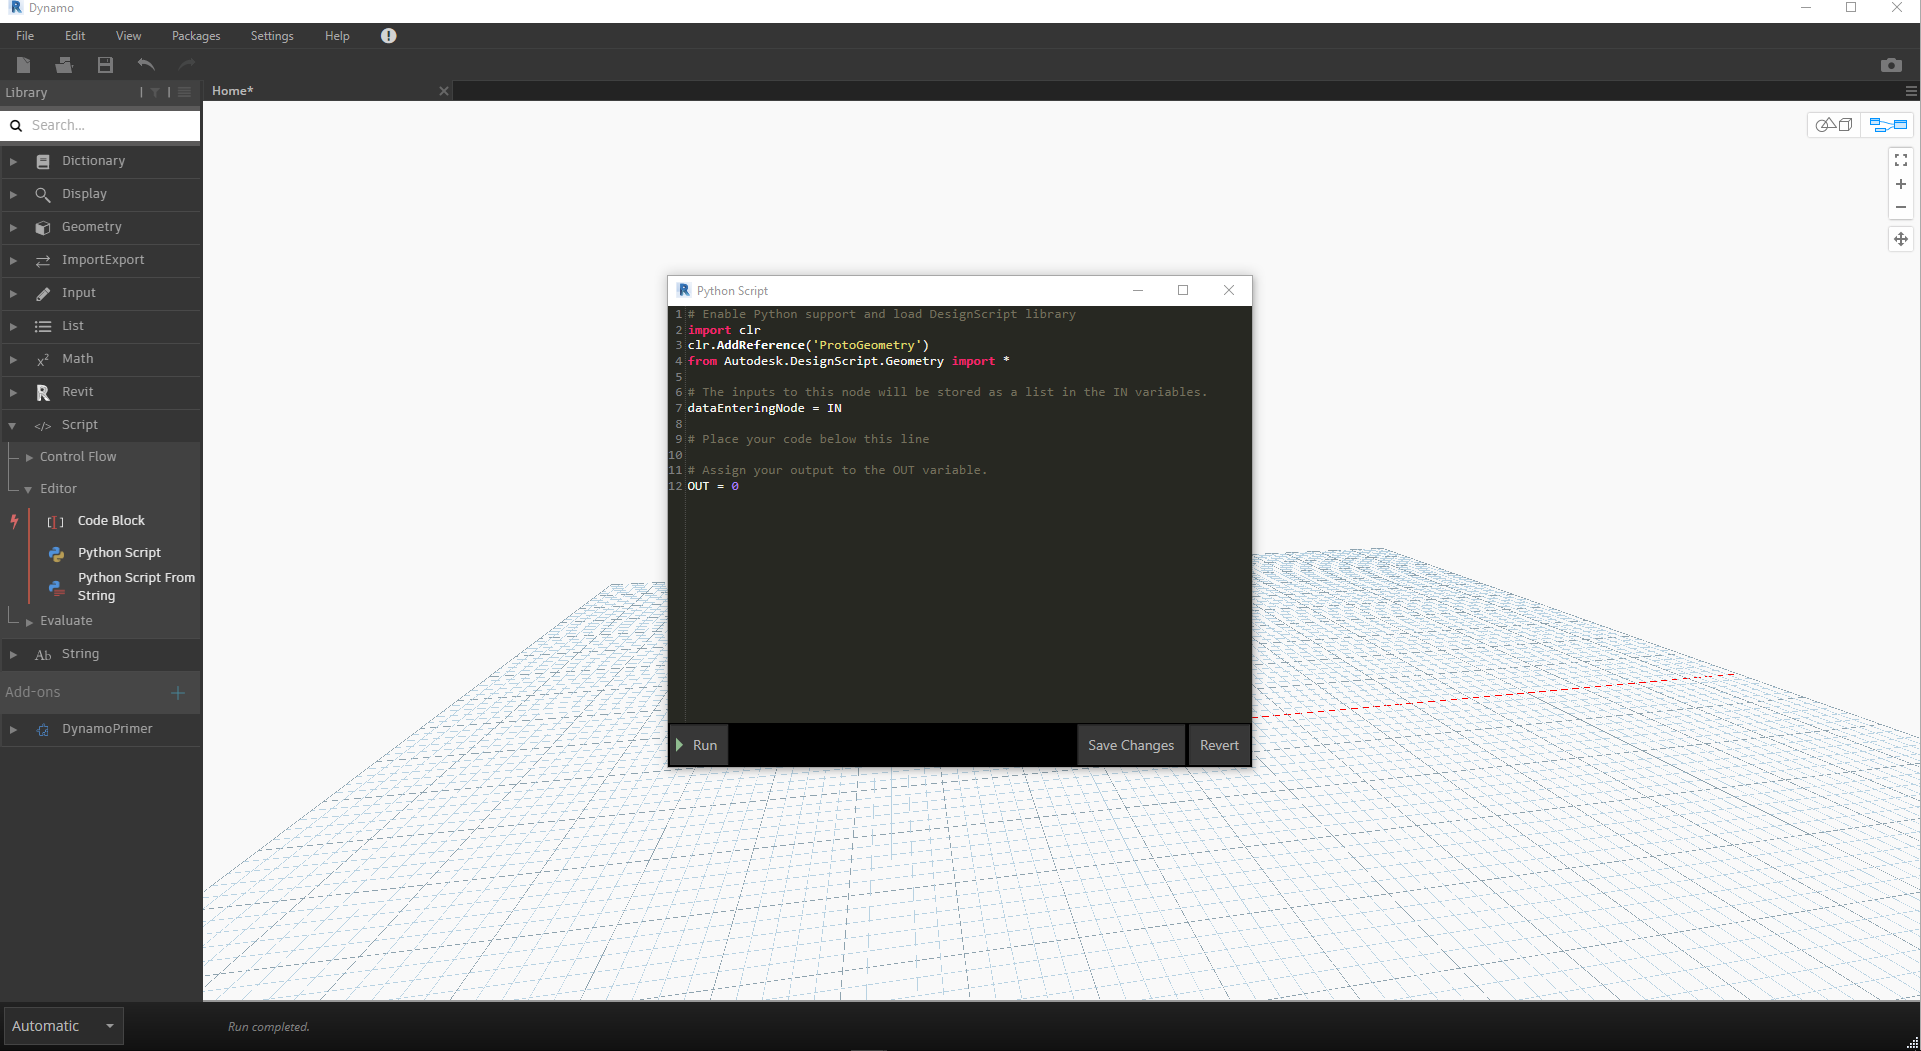 Dynamo
File Edit View Packages Settings Help
Library
Home*
Search...
Dictionary
Display
Geometry
ImportExport
Input
List
Math
Revit
Script
Control Flow
Editor
Code Block
Python Script
Python Script From
String
Evaluate
Ab String
Add-ons
DynamoPrimer
Python Script
1 # Enable Python support and load DesignScript library
2 import clr
3 clr.AddReference('ProtoGeometry')
4 from Autodesk.DesignScript.Geometry import *
5
6 # The inputs to this node will be stored as a list in the IN variables.
7 dataEnteringNode = IN
8
9 # Place your code below this line
10
11 # Assign your output to the OUT variable.
12 OUT = 0
Run Save Changes Revert
Automatic Run completed.